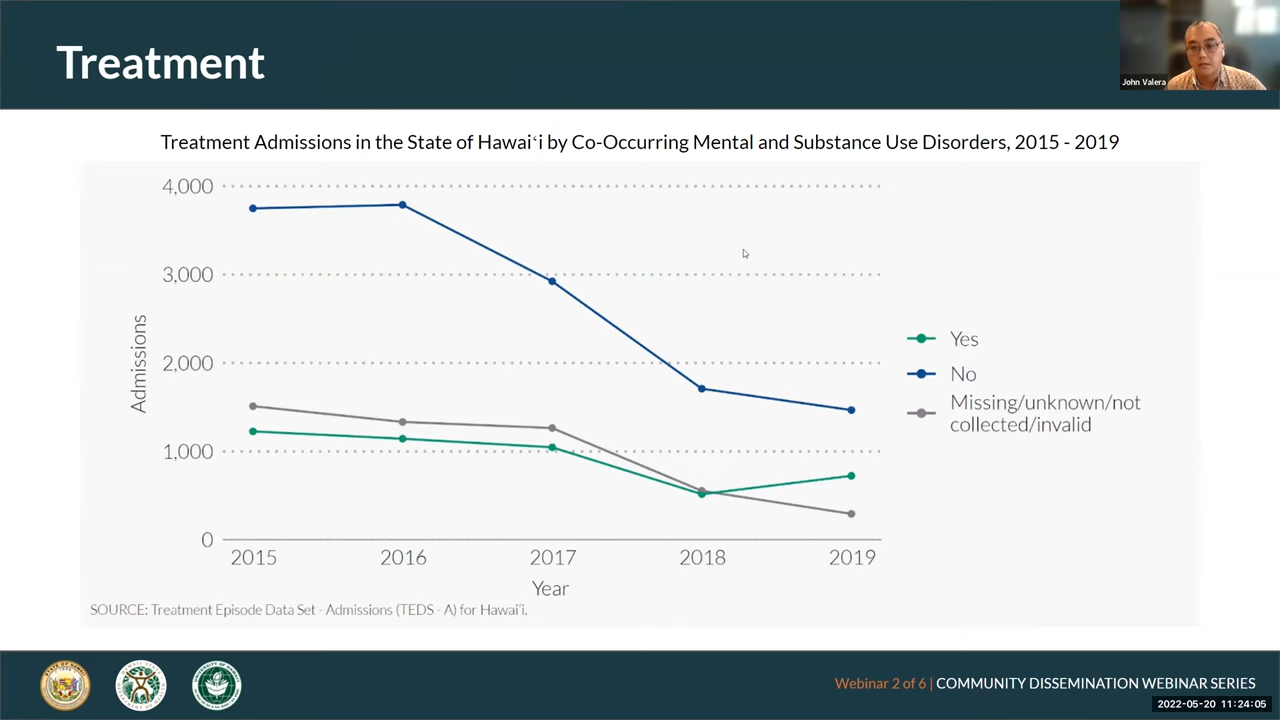 Treatment
John Valera
Treatment Admissions in the State of Hawaiʻi by Co-Occurring Mental and Substance Use Disorders, 2015 - 2019
4,000
3,000
2,000
1,000
0
Admissions
2015 2016 2017 2018 2019
Year
Yes
No
Missing/unknown/not
collected/invalid
SOURCE: Treatment Episode Data Set - Admissions (TEDS - A) for Hawai'i.
Webinar 2 of 6 | COMMUNITY DISSEMINATION WEBINAR SERIES
2022-05-20 11:24:05